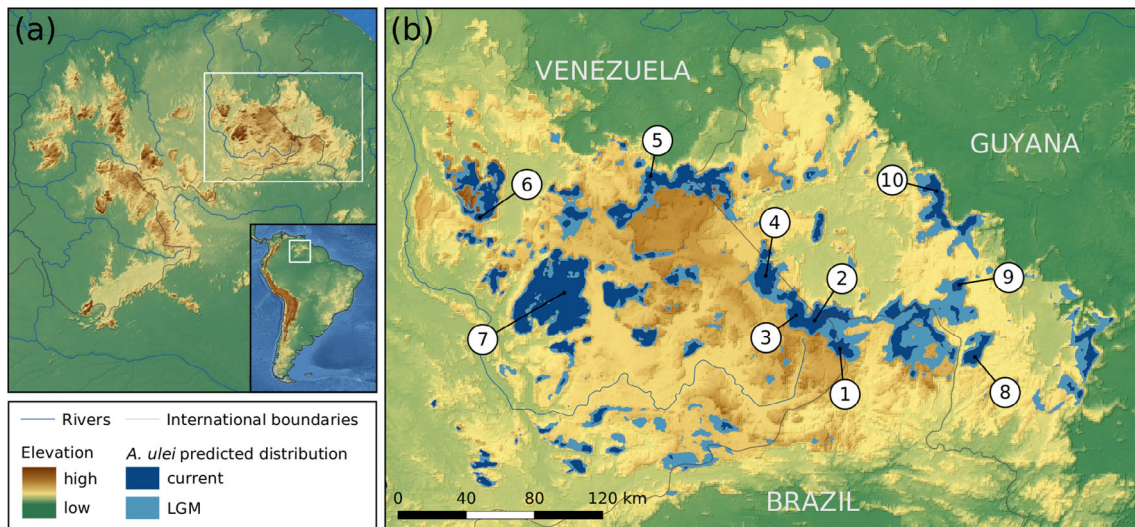 (a)
(b)
VENEZUELA
GUYANA
BRAZIL
5
6
10
4
2
9
7
3
1
8
0 40 80 120 km
Rivers International boundaries
Elevation A. ulei predicted distribution
high current
low LGM